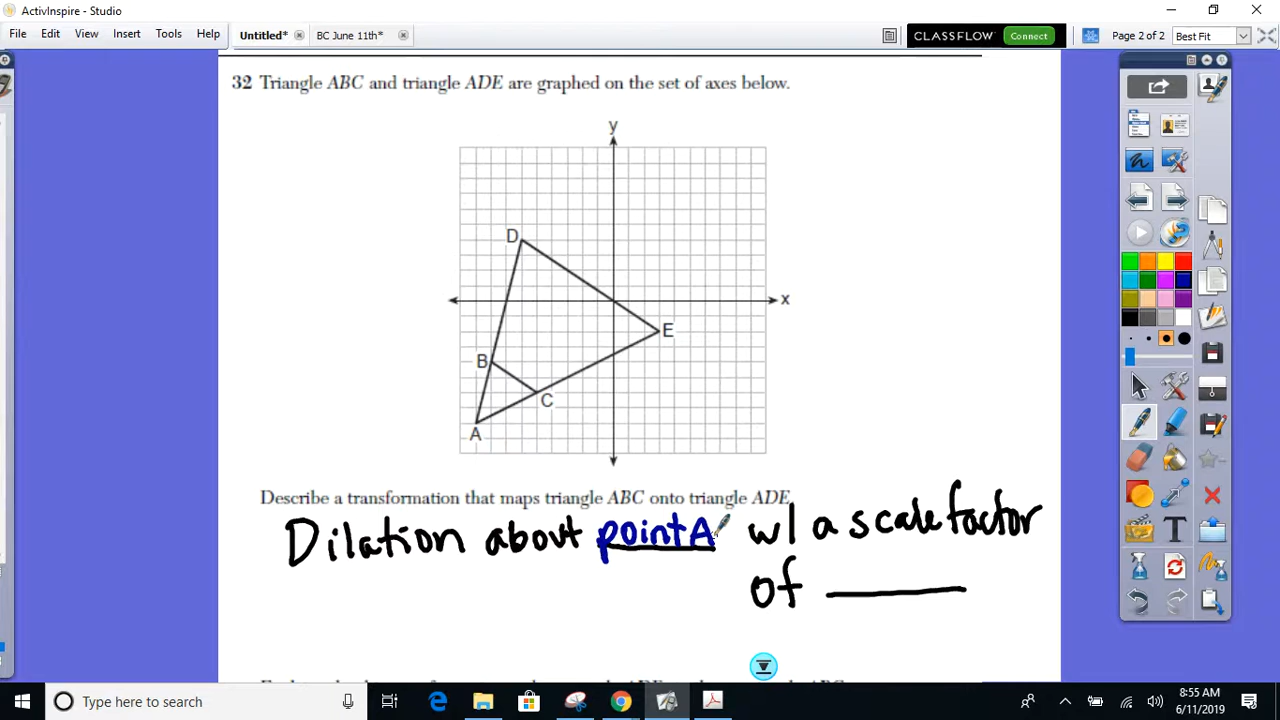 ActivInspire - Studio
File Edit View Insert Tools Help
Untitled* BC June 11th* CLASSFLOW Connect Page 2 of 2 Best Fit
32 Triangle ABC and triangle ADE are graphed on the set of axes below.
y
D
x
E
B
C
A
Describe a transformation that maps triangle ABC onto triangle ADE.
Dilation about point A w/ a scale factor
of
T
Type here to search
8:55 AM
6/11/2019